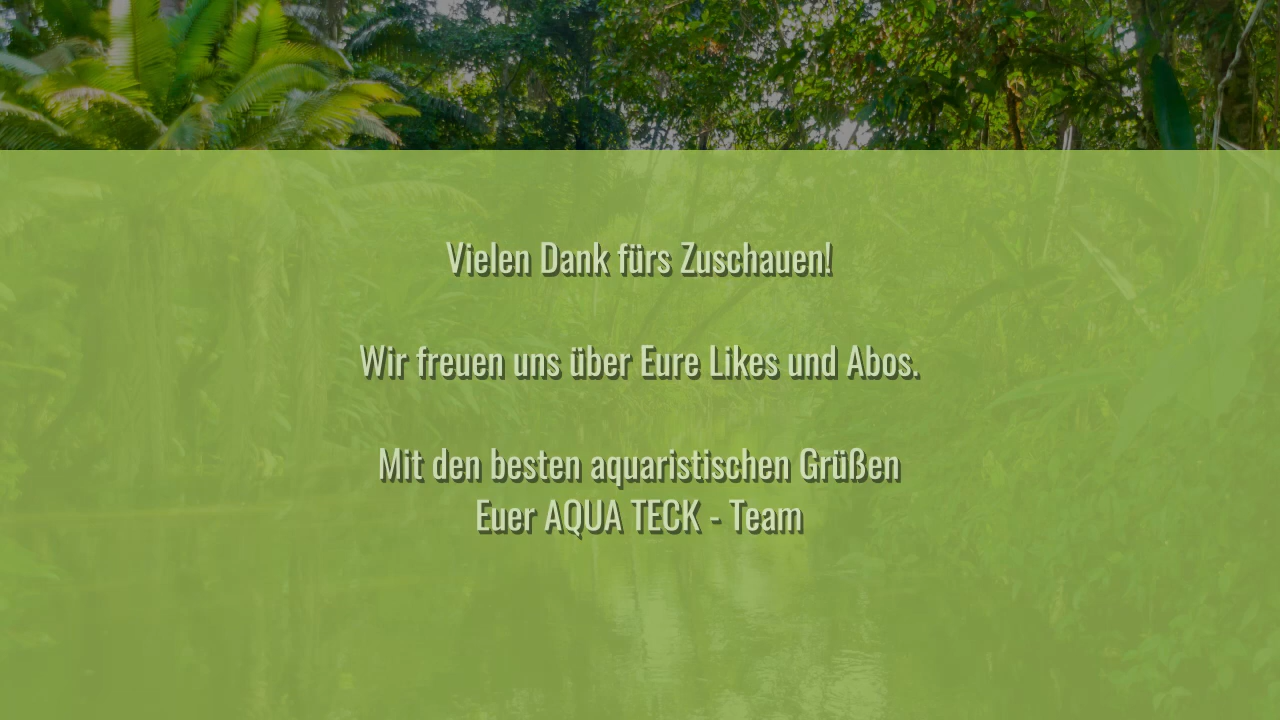 Vielen Dank fürs Zuschauen!
Wir freuen uns über Eure Likes und Abos.
Mit den besten aquaristischen Grüßen
Euer AQUA TECK - Team